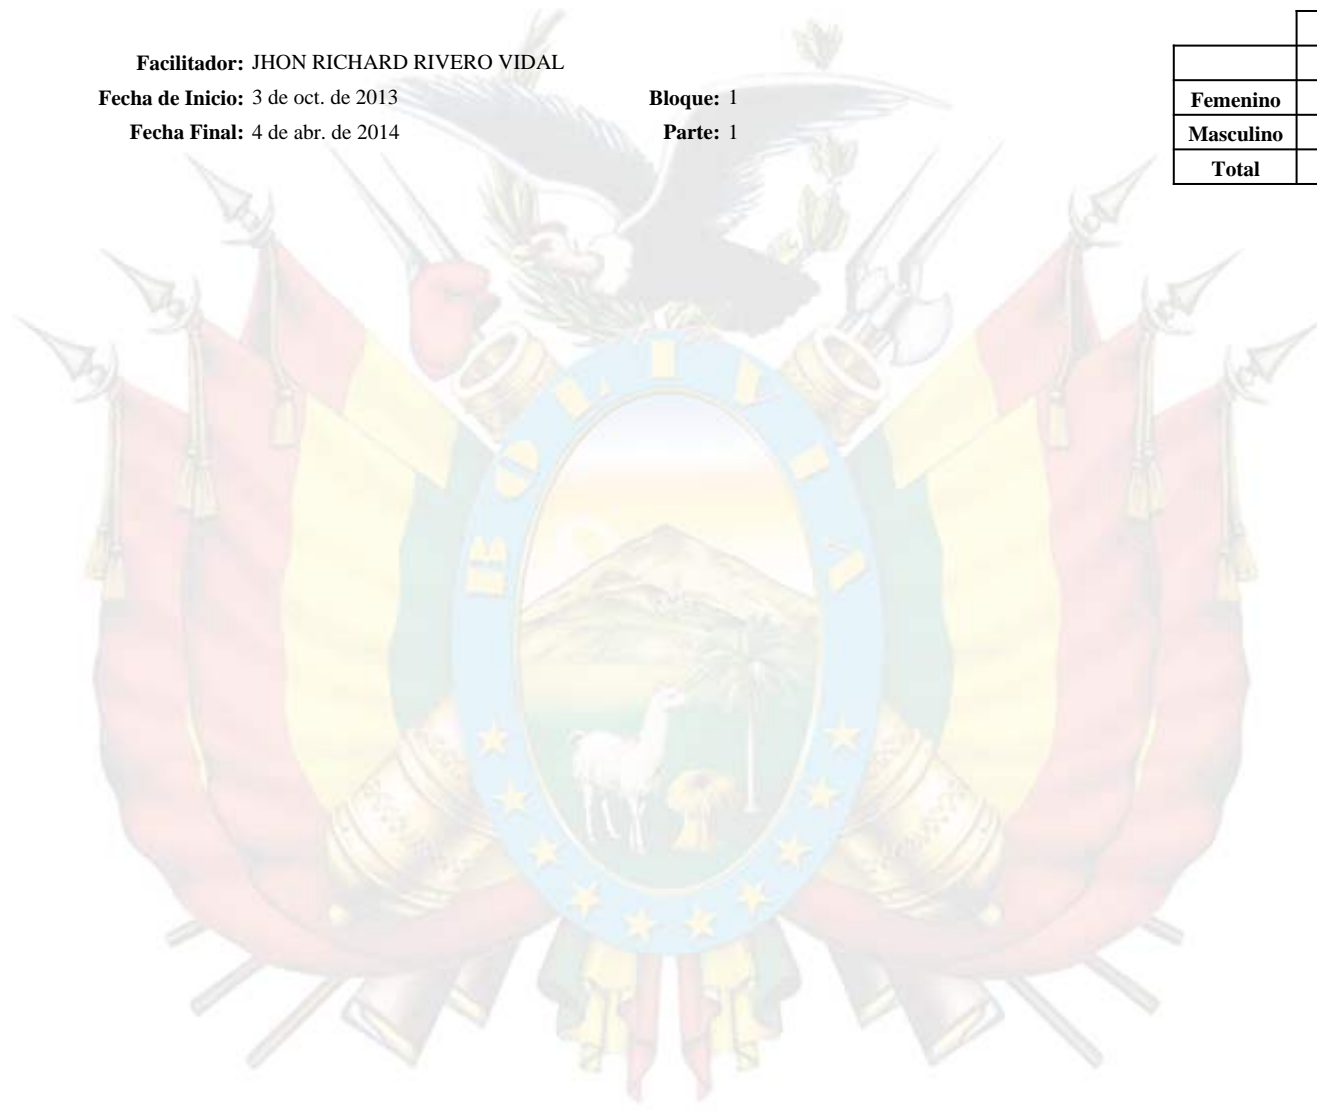 Facilitador: JHON RICHARD RIVERO VIDAL
Fecha de Inicio: 3 de oct. de 2013 Bloque: 1
Fecha Final: 4 de abr. de 2014 Parte: 1
Femenino
Masculino
Total
BOLIVIA